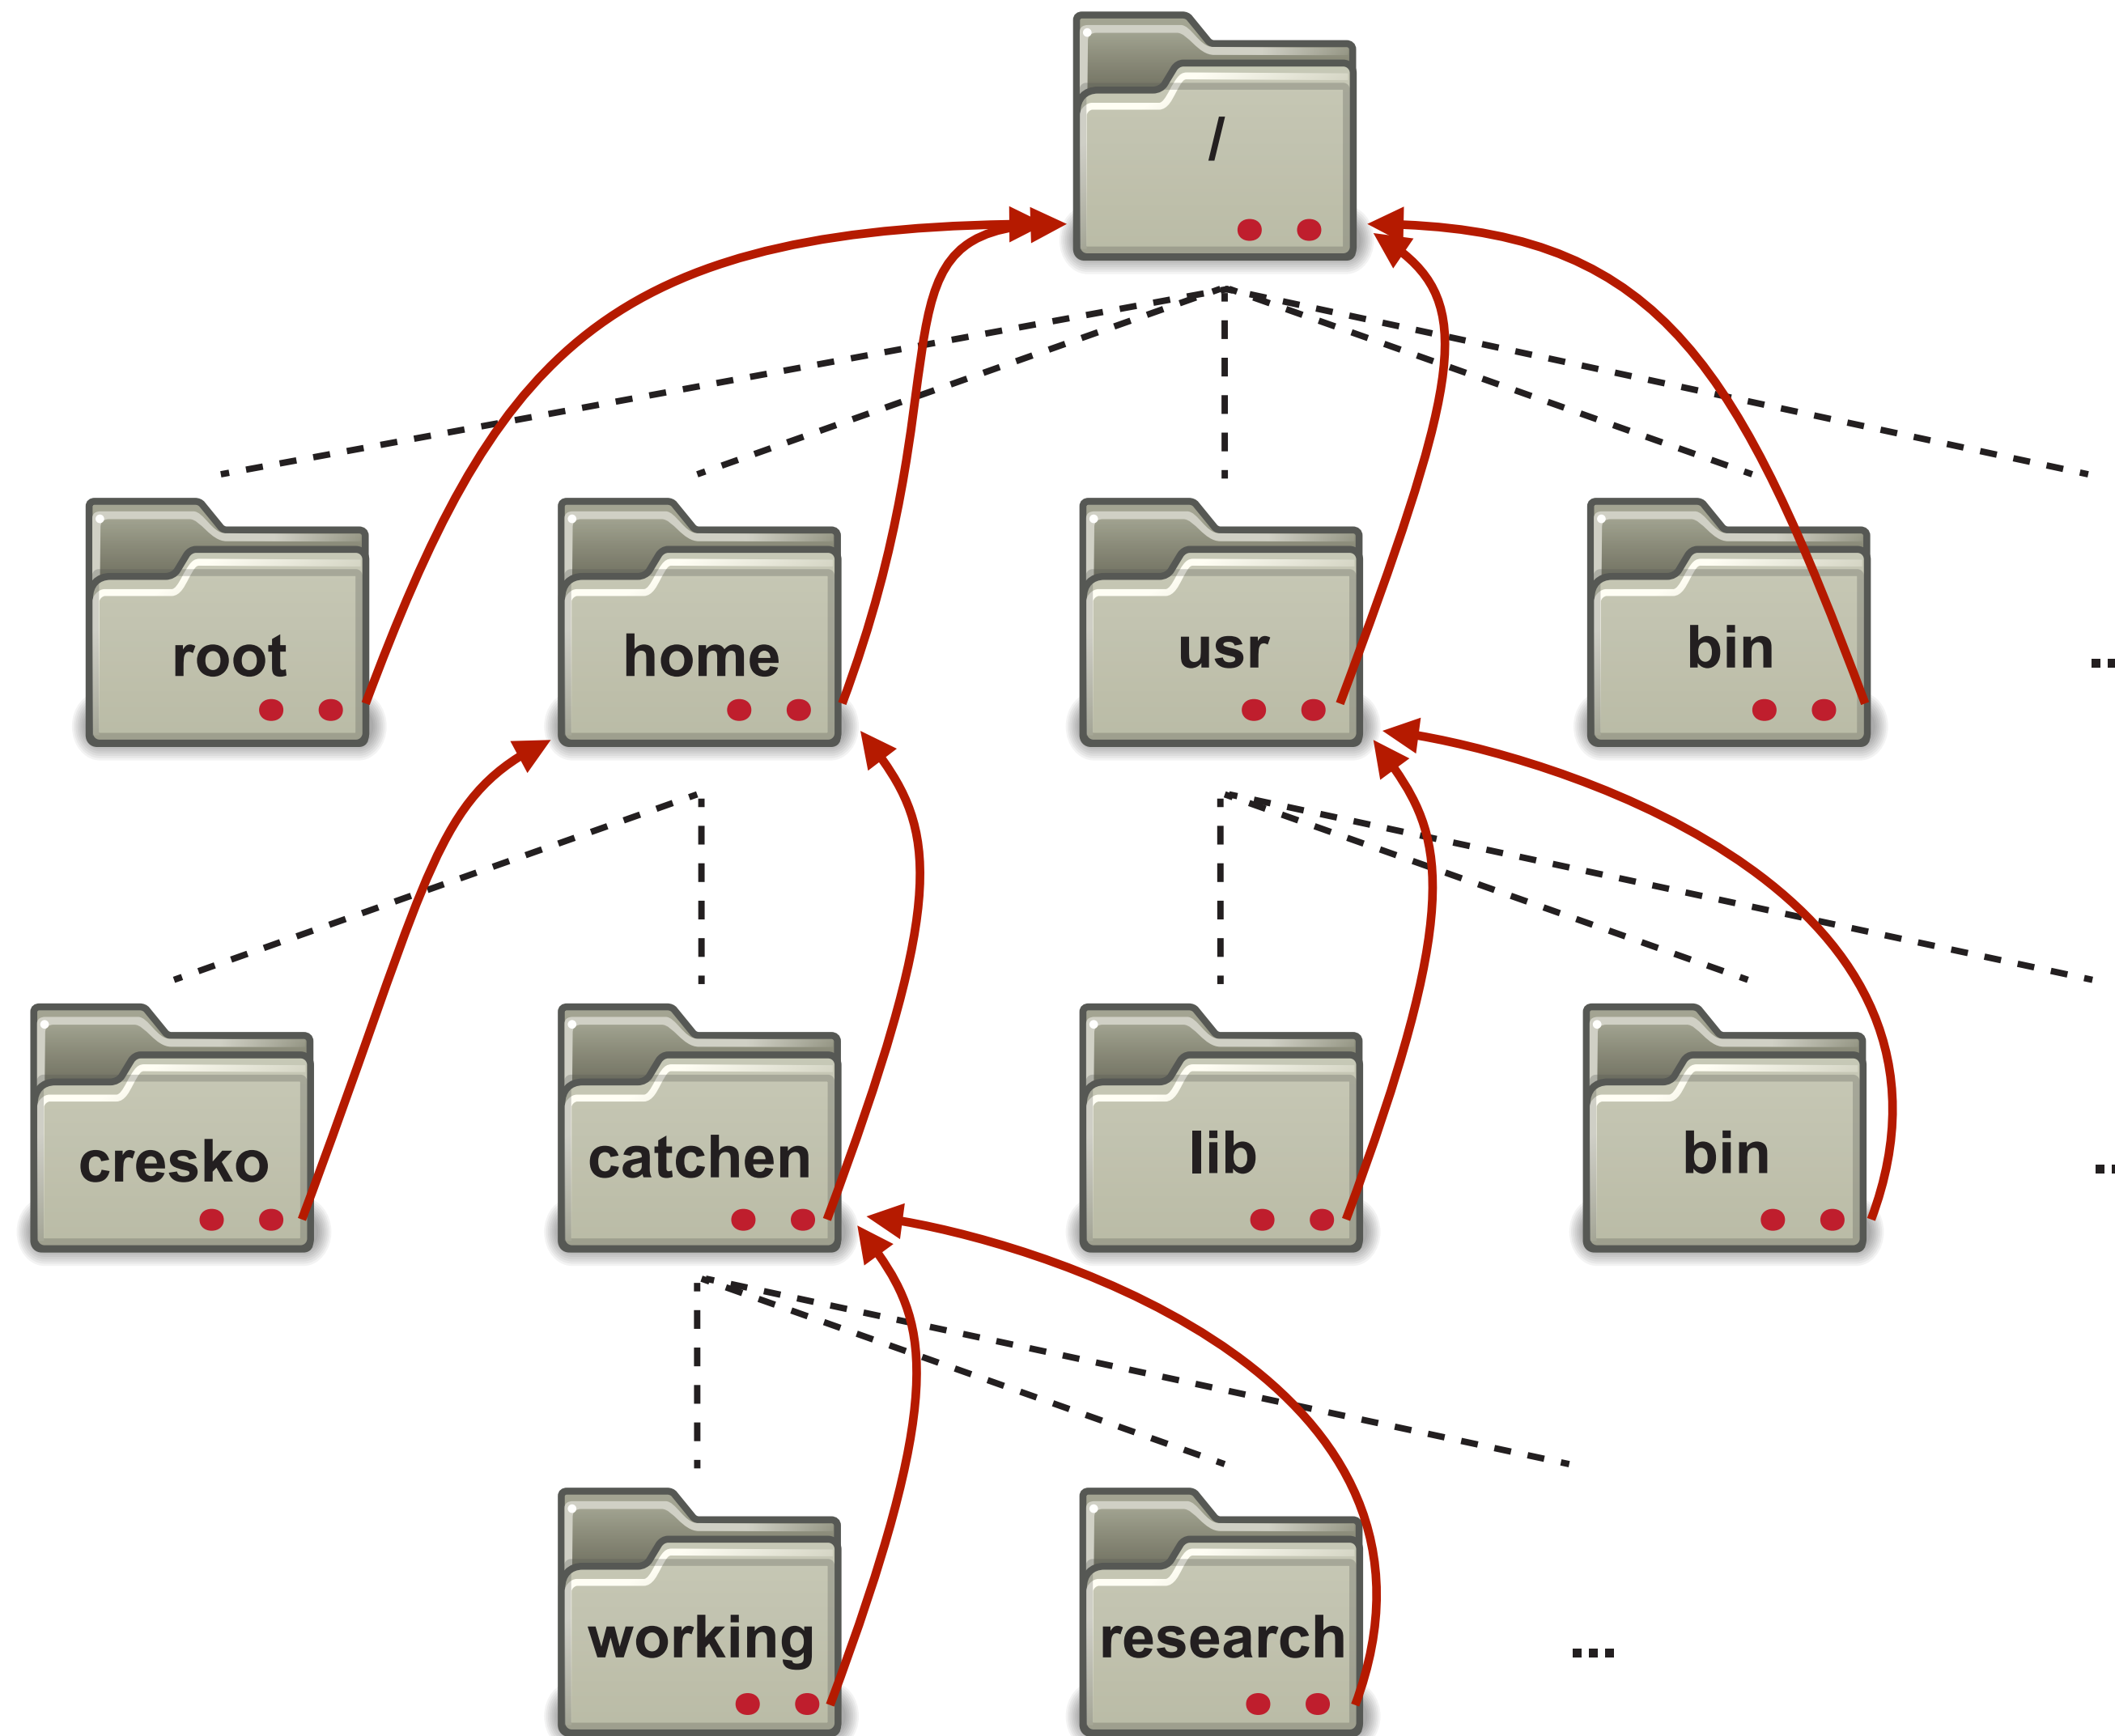 /
root home usr bin ..
cresko catchen lib bin ..
working research ...